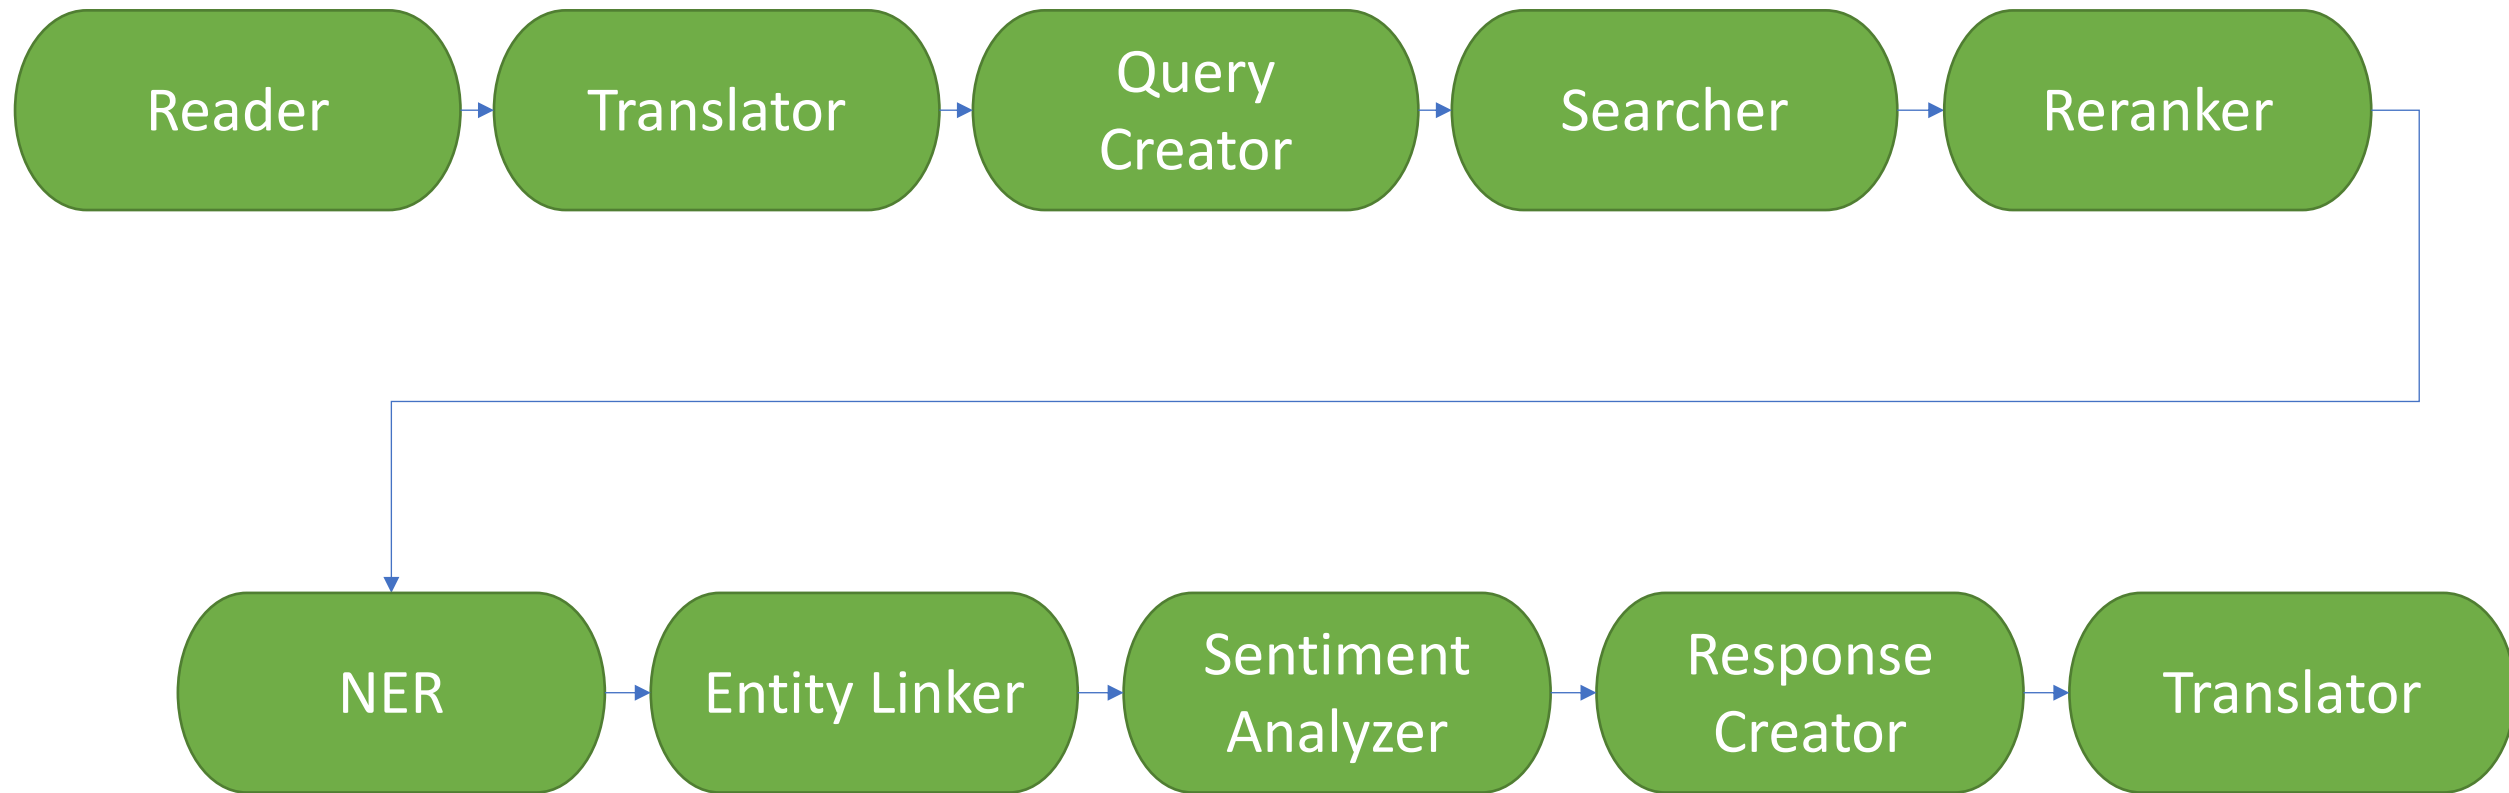 Reader
Translator
Query
Creator
Searcher
Reranker
NER
Entity Linker
Sentiment
Analyzer
Response
Creator
Translator